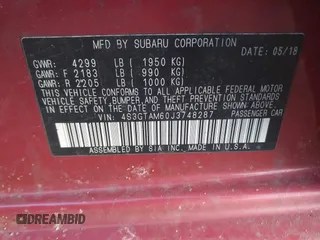 MFD BY SUBARU CORPORATION
DATE: 05/18
GVWR: 4299 LB ( 1950 KG)
GAWR: F 2183 LB ( 990 KG)
GAWR: R 2205 LB ( 1000 KG)
THIS VEHICLE CONFORMS TO ALL APPLICABLE FEDERAL MOTOR
VEHICLE SAFETY, BUMPER, AND THEFT PREVENTION STANDARDS
IN EFFECT ON THE DATE OF MANUFACTURE SHOWN ABOVE.
VIN: 4S3GTAM60J3748287 PASSENGER CAR
ASSEMBLED BY SIA INC. MADE IN U.S.A.
DREAMBID